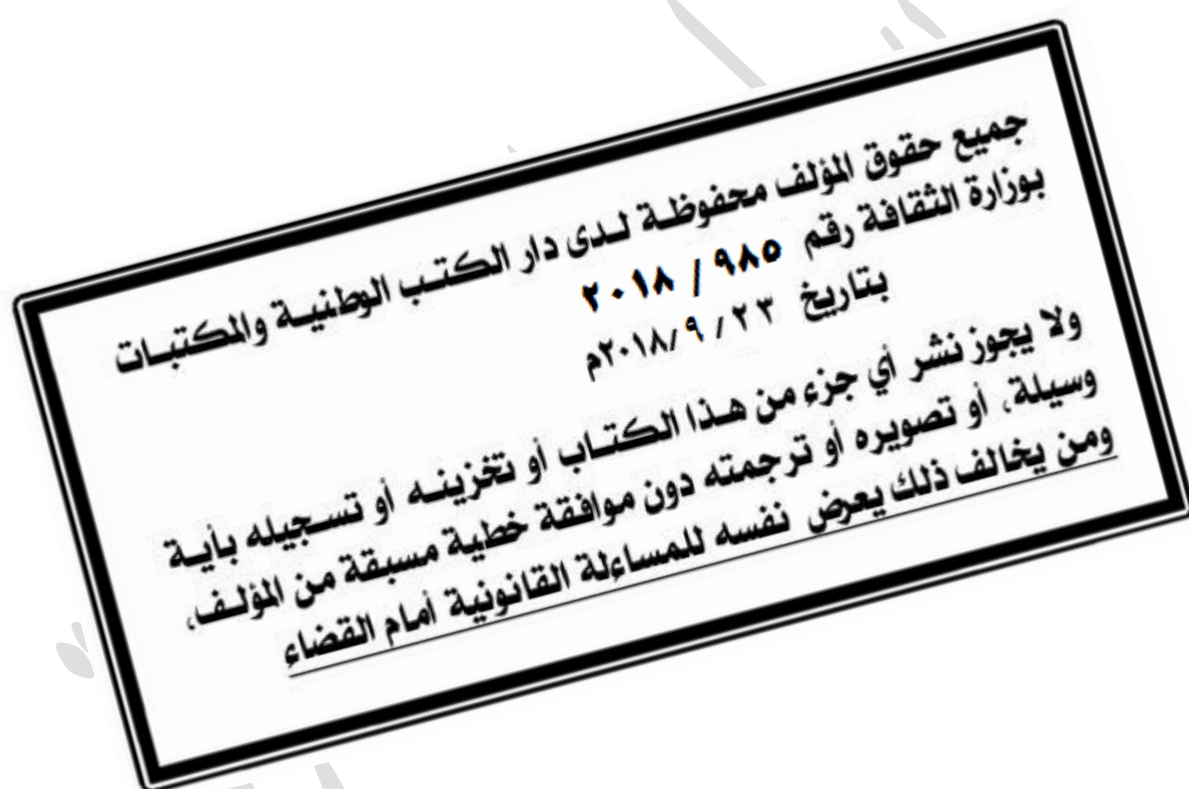 جميع حقوق المؤلف محفوظة لدى دار الكتب الوطنية والمكتبات
بوزارة الثقافة رقم ٩٨٥ / ٢٠١٨
بتاريخ ٢٣ / ٩ /٢٠١٨م
ولا يجوز نشر أي جزء من هذا الكتاب أو تخزينه أو تسجيله بأية
وسيلة، أو تصويره أو ترجمته دون موافقة خطية مسبقة من المؤلف،
ومن يخالف ذلك يعرض نفسه للمساءلة القانونية أمام القضاء